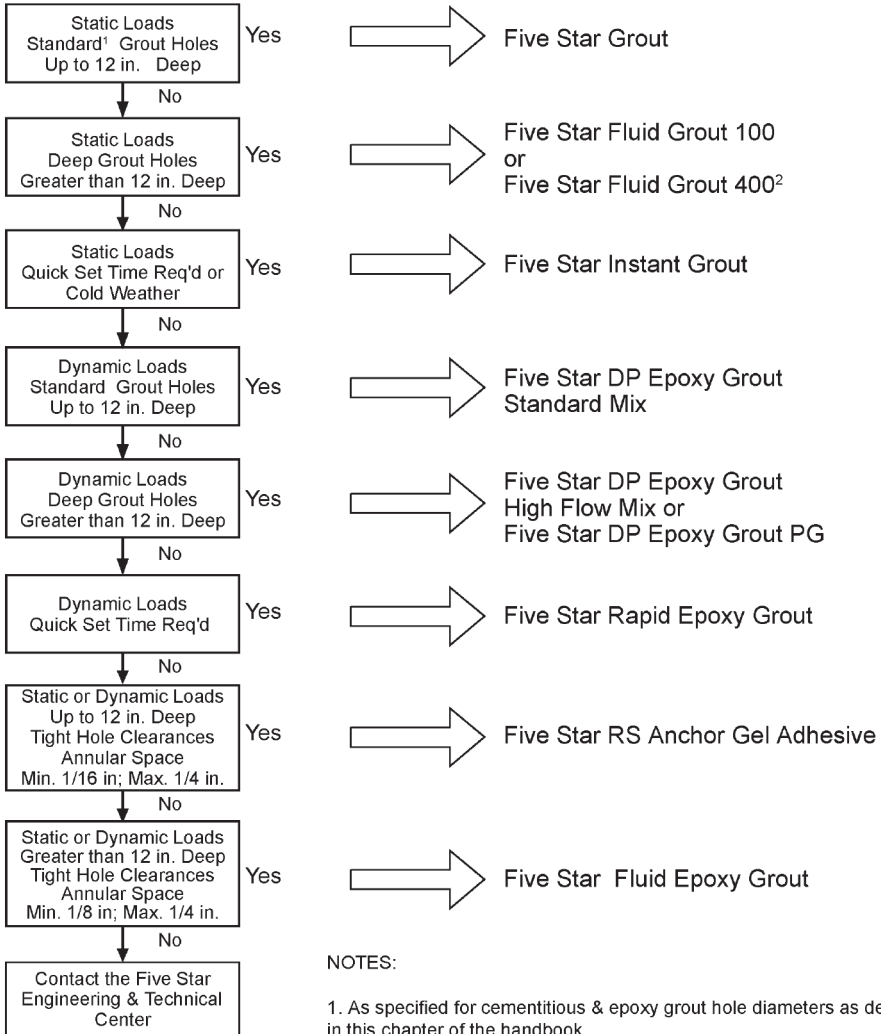 Static Loads
Standard¹ Grout Holes
Up to 12 in. Deep
Yes
Five Star Grout
No
Static Loads
Deep Grout Holes
Greater than 12 in. Deep
Yes
Five Star Fluid Grout 100
or
Five Star Fluid Grout 400²
No
Static Loads
Quick Set Time Req'd or
Cold Weather
Yes
Five Star Instant Grout
No
Dynamic Loads
Standard Grout Holes
Up to 12 in. Deep
Yes
Five Star DP Epoxy Grout
Standard Mix
No
Dynamic Loads
Deep Grout Holes
Greater than 12 in. Deep
Yes
Five Star DP Epoxy Grout
High Flow Mix or
Five Star DP Epoxy Grout PG
No
Dynamic Loads
Quick Set Time Req'd
Yes
Five Star Rapid Epoxy Grout
No
Static or Dynamic Loads
Up to 12 in. Deep
Tight Hole Clearances
Annular Space
Min. 1/16 in; Max. 1/4 in.
Yes
Five Star RS Anchor Gel Adhesive
No
Static or Dynamic Loads
Greater than 12 in. Deep
Tight Hole Clearances
Annular Space
Min. 1/8 in; Max. 1/4 in.
Yes
Five Star Fluid Epoxy Grout
No
Contact the Five Star
Engineering & Technical
Center
NOTES:
1. As specified for cementitious & epoxy grout hole diameters as
in this chapter of the handbook